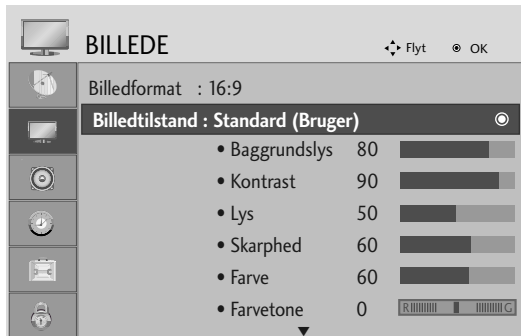 BILLEDE
Flyt OK
Billedformat : 16:9
Billedtilstand : Standard (Bruger)
• Baggrundslys 80
• Kontrast 90
• Lys 50
• Skarphed 60
• Farve 60
• Farvetone 0 R G